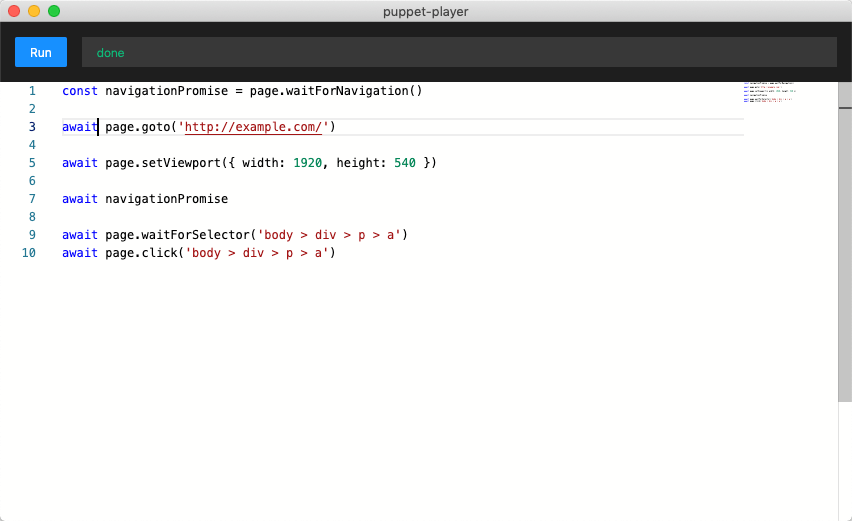 puppet-player
Run
done
1 const navigationPromise = page.waitForNavigation()
2
3 await page.goto('http://example.com/')
4
5 await page.setViewport({ width: 1920, height: 540 })
6
7 await navigationPromise
8
9 await page.waitForSelector('body > div > p > a')
10 await page.click('body > div > p > a')